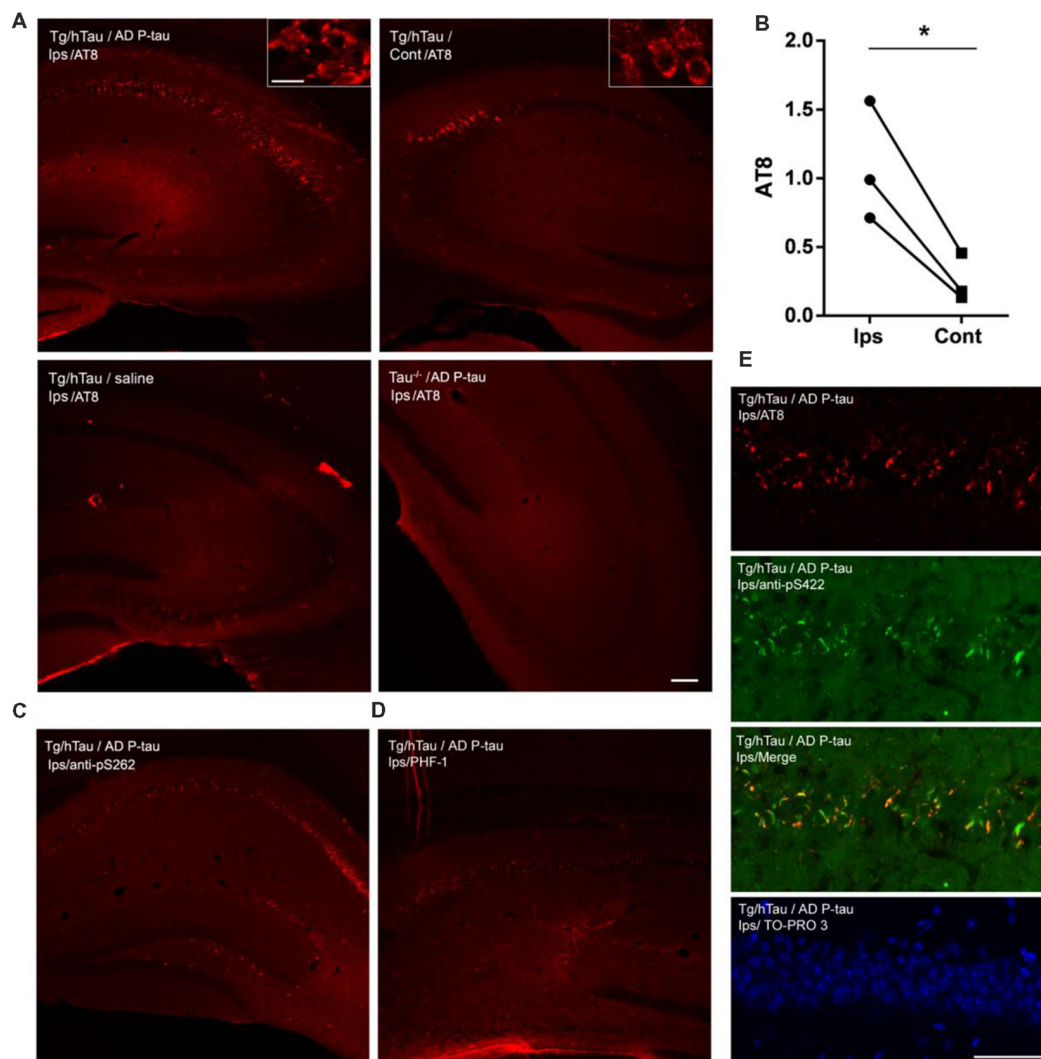 A
Tg/hTau / AD P-tau
Ips/AT8
Tg/hTau /
Cont/AT8
Tg/hTau / saline
Ips/AT8
Tau-/- /AD P-tau
Ips/AT8
B
*
2.0
1.5
1.0
0.5
0.0
AT8
Ips
Cont
C
Tg/hTau / AD P-tau
Ips/anti-pS262
D
Tg/hTau / AD P-tau
Ips/PHF-1
E
Tg/hTau / AD P-tau
Ips/AT8
Tg/hTau / AD P-tau
Ips/anti-pS422
Tg/hTau / AD P-tau
Ips/Merge
Tg/hTau / AD P-tau
Ips/ TO-PRO 3